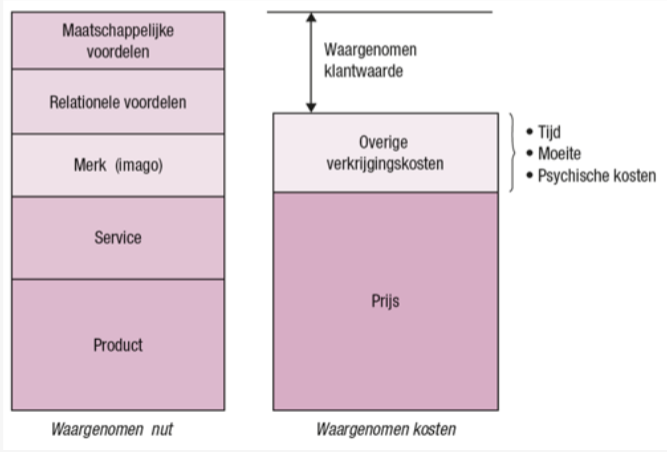 Maatschappelijke
voordelen
Relationele voordelen
Merk (imago)
Service
Product
Waargenomen nut
Waargenomen
klantwaarde
Overige
verkrijgingskosten
Prijs
Waargenomen kosten
• Tijd
• Moeite
• Psychische kosten